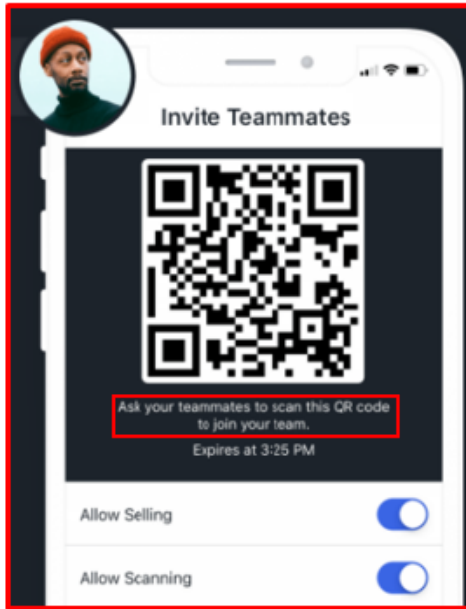 Invite Teammates
Ask your teammates to scan this QR code
to join your team.
Expires at 3:25 PM
Allow Selling
Allow Scanning